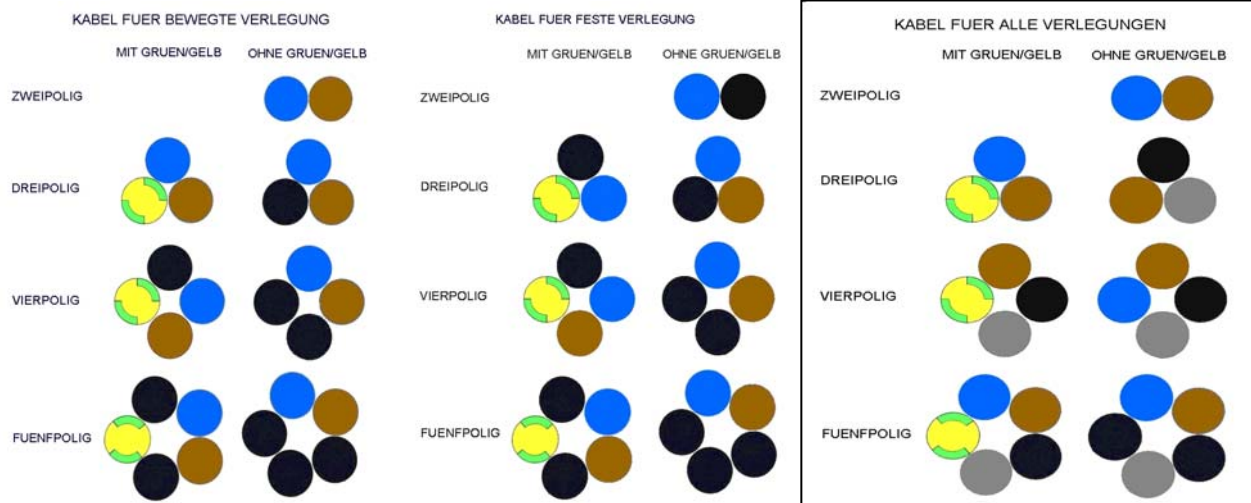 KABEL FUER BEWEGTE VERLEGUNG
MIT GRUEN/GELB
OHNE GRUEN/GELB
ZWEIPOLIG
DREIPOLIG
VIERPOLIG
FUENFPOLIG
KABEL FUER FESTE VERLEGUNG
MIT GRUEN/GELB
OHNE GRUEN/GELB
ZWEIPOLIG
DREIPOLIG
VIERPOLIG
FUENFPOLIG
KABEL FUER ALLE VERLEGUNGEN
MIT GRUEN/GELB
OHNE GRUEN/GELB
ZWEIPOLIG
DREIPOLIG
VIERPOLIG
FUENFPOLIG